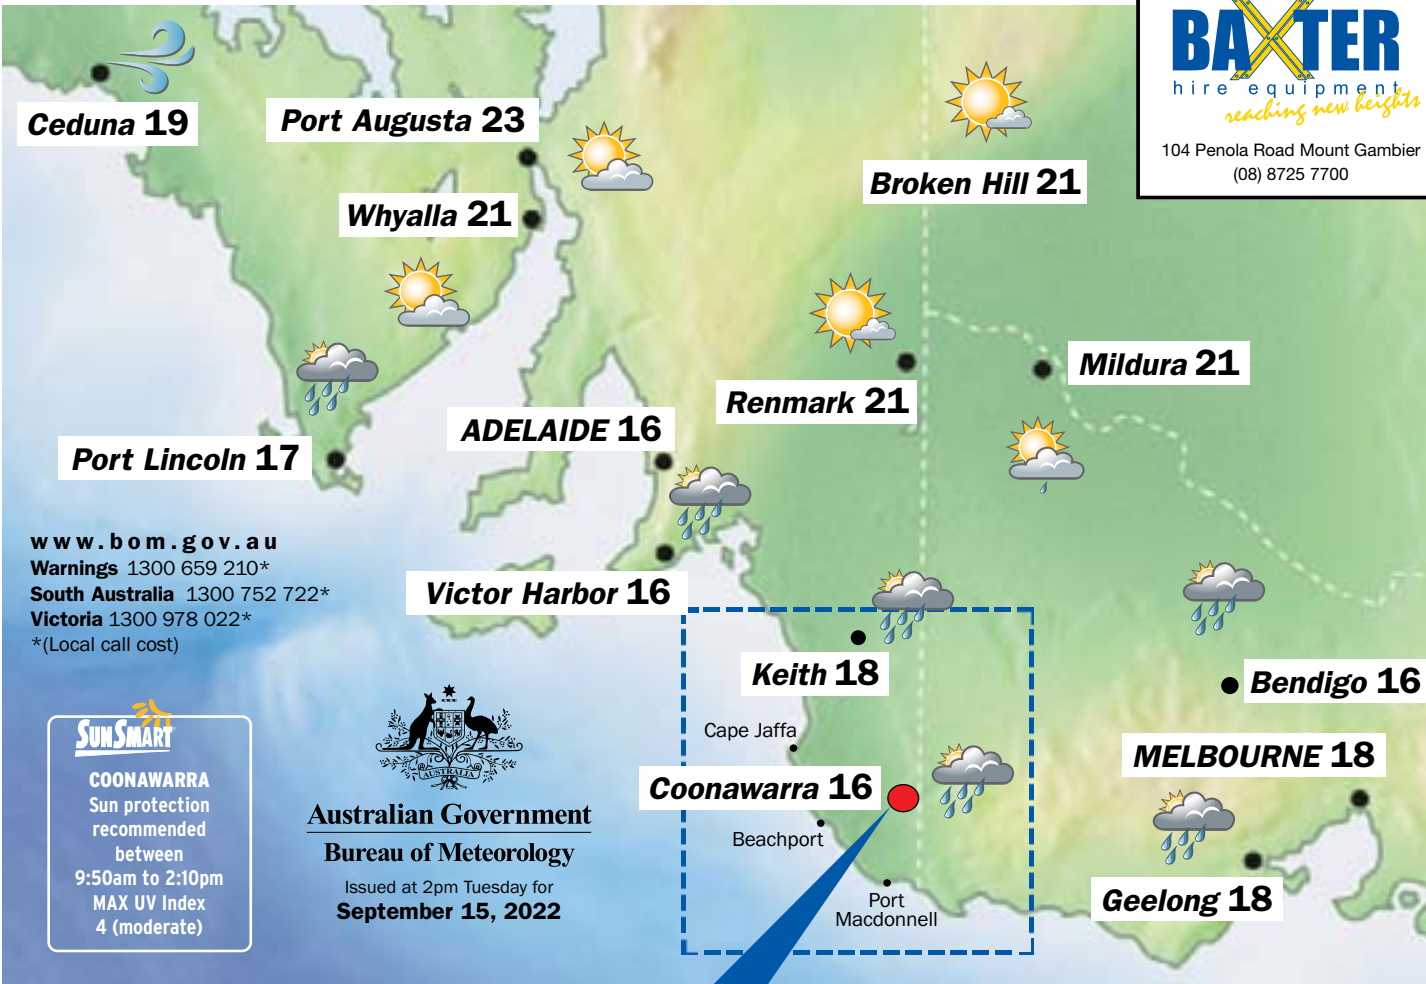 BAXTER
hire equipment
reaching new heights
104 Penola Road Mount Gambier
(08) 8725 7700
Ceduna 19
Port Augusta 23
Whyalla 21
Broken Hill 21
Renmark 21
Mildura 21
ADELAIDE 16
Port Lincoln 17
Victor Harbor 16
www.bom.gov.au
Warnings 1300 659 210*
South Australia 1300 752 722*
Victoria 1300 978 022*
*(Local call cost)
Keith 18
Bendigo 16
Cape Jaffa
MELBOURNE 18
Coonawarra 16
Beachport
Geelong 18
Port
Macdonnell
SUNSMART
COONAWARRA
Sun protection
recommended
between
9:50am to 2:10pm
MAX UV Index
4 (moderate)
AUSTRALIA
Australian Government
Bureau of Meteorology
Issued at 2pm Tuesday for
September 15, 2022